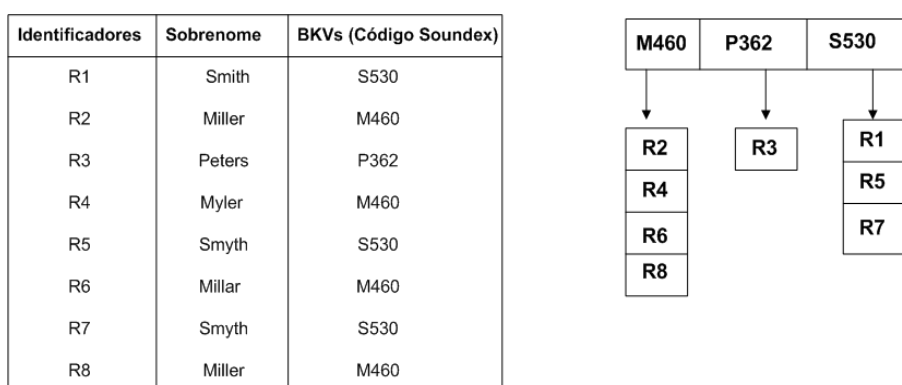 Identificadores Sobrenome BKVs (Código Soundex)
R1 Smith S530
R2 Miller M460
R3 Peters P362
R4 Myler M460
R5 Smyth S530
R6 Millar M460
R7 Smyth S530
R8 Miller M460
M460 P362 S530
R2 R3 R1
R4 R5
R6 R7
R8